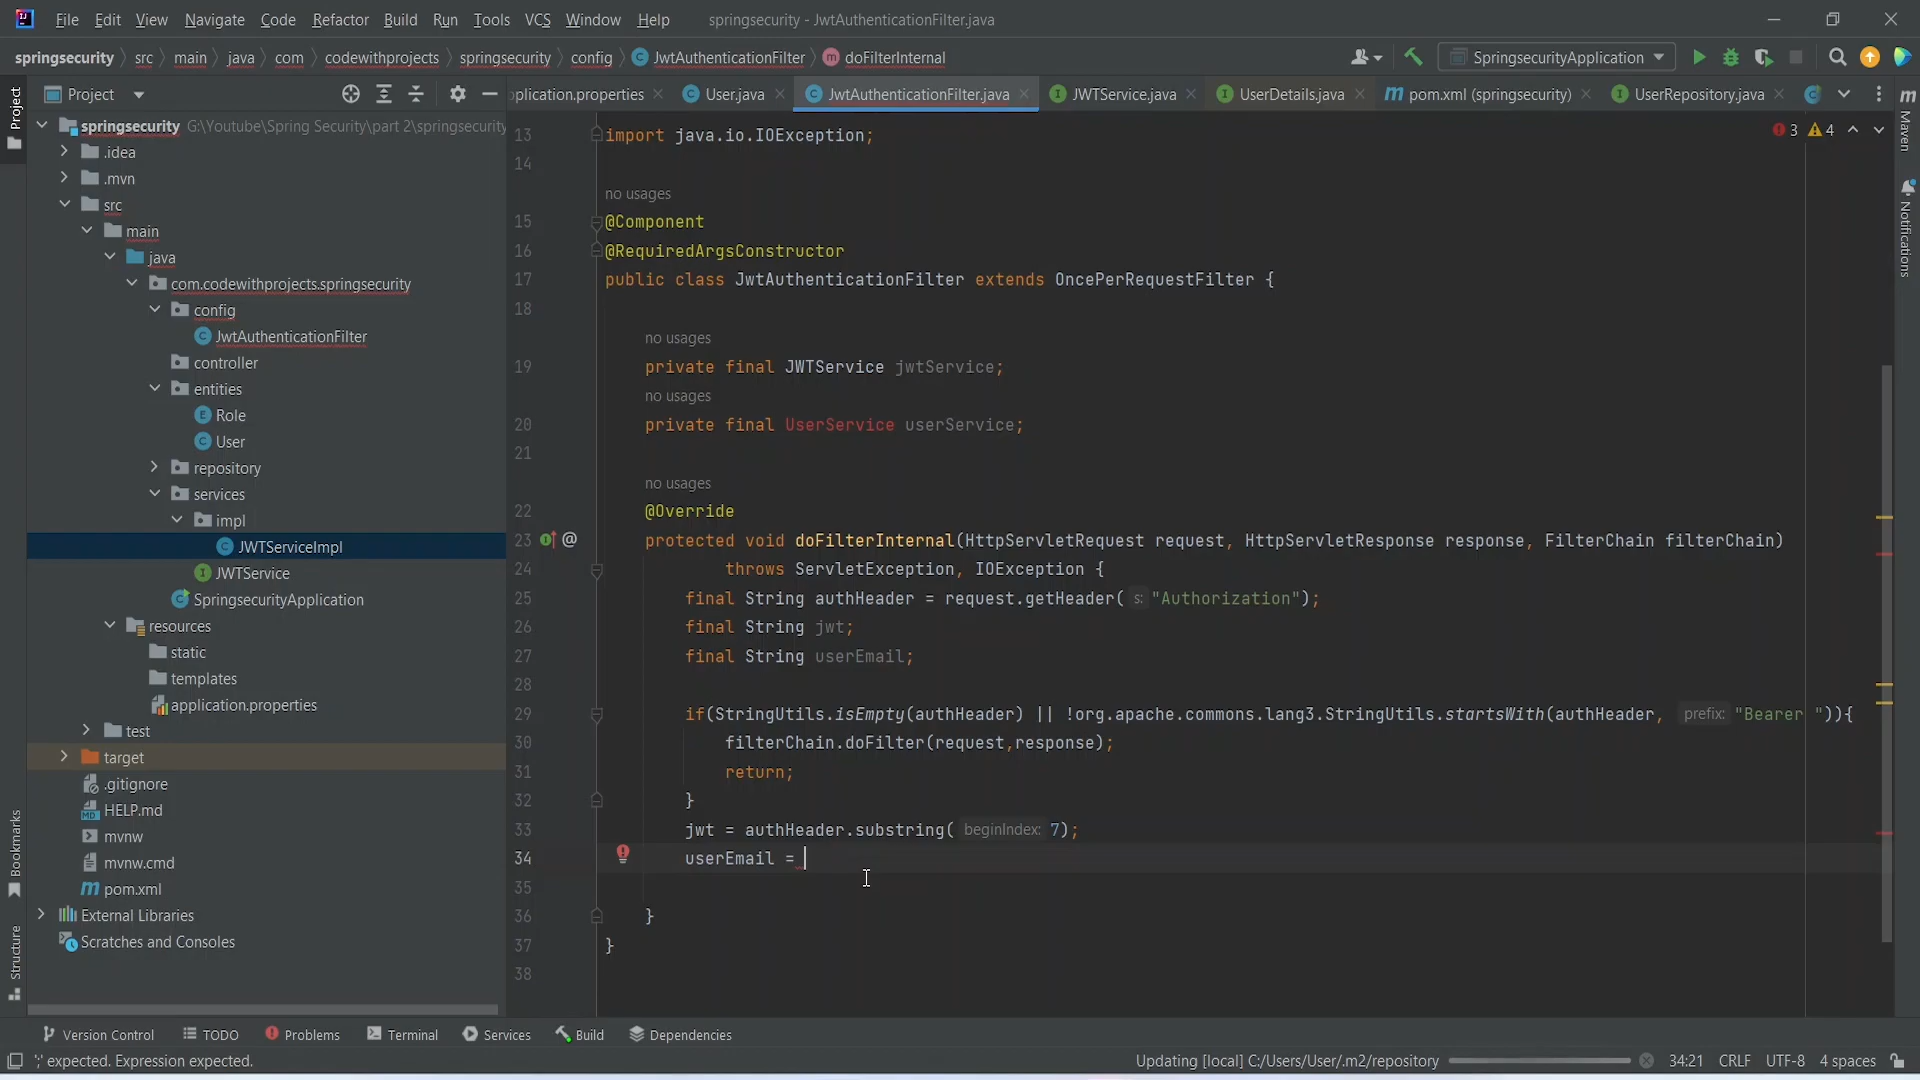 File Edit View Navigate Code Refactor Build Run Tools VCS Window Help springsecurity - JwtAuthenticationFilter.java
springsecurity src main java com codewithprojects springsecurity config JwtAuthenticationFilter doFilterInternal SpringsecurityApplication
Project plication.properties User.java JwtAuthenticationFilter.java JWTService.java UserDetails.java pom.xml (springsecurity) UserRepository.java
Project
Maven
Notifications
Bookmarks
Structure
springsecurity G:\Youtube\Spring Security\part 2\springsecurity
.idea
.mvn
src
main
java
com.codewithprojects.springsecurity
config
JwtAuthenticationFilter
controller
entities
Role
User
repository
services
impl
JWTServiceImpl
JWTService
SpringsecurityApplication
resources
static
templates
application.properties
test
target
.gitignore
HELP.md
mvnw
mvnw.cmd
pom.xml
External Libraries
Scratches and Consoles
3 4
13 import java.io.IOException;
14
no usages
15 @Component
16 @RequiredArgsConstructor
17 public class JwtAuthenticationFilter extends OncePerRequestFilter {
18
no usages
19 private final JWTService jwtService;
no usages
20 private final UserService userService;
21
no usages
22 @Override
23 @ protected void doFilterInternal(HttpServletRequest request, HttpServletResponse response, FilterChain filterChain)
24 throws ServletException, IOException {
25 final String authHeader = request.getHeader( s: "Authorization");
26 final String jwt;
27 final String userEmail;
28
29 if(StringUtils.isEmpty(authHeader) || !org.apache.commons.lang3.StringUtils.startsWith(authHeader, prefix: "Bearer ")){
30 filterChain.doFilter(request,response);
31 return;
32 }
33 jwt = authHeader.substring( beginIndex: 7);
34 userEmail =
35
36 }
37 }
38
Version Control TODO Problems Terminal Services Build Dependencies
';' expected. Expression expected. Updating [local] C:/Users/User/.m2/repository 34:21 CRLF UTF-8 4 spaces